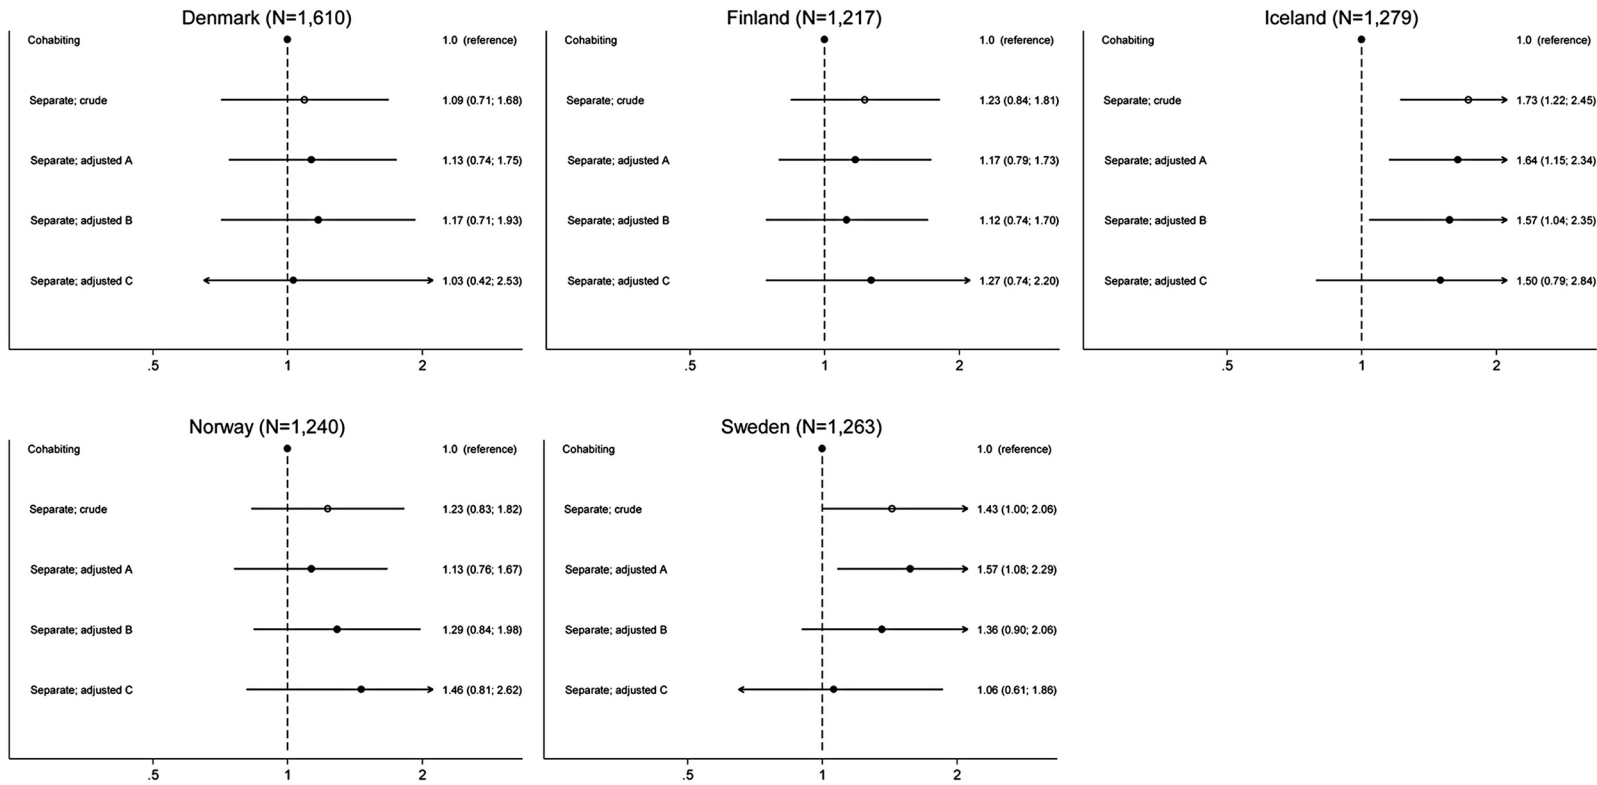 Denmark (N=1,610)
Cohabiting 1.0 (reference)
Separate; crude 1.09 (0.71; 1.68)
Separate; adjusted A 1.13 (0.74; 1.75)
Separate; adjusted B 1.17 (0.71; 1.93)
Separate; adjusted C 1.03 (0.42; 2.53)
.5 1 2
Finland (N=1,217)
Cohabiting 1.0 (reference)
Separate; crude 1.23 (0.84; 1.81)
Separate; adjusted A 1.17 (0.79; 1.73)
Separate; adjusted B 1.12 (0.74; 1.70)
Separate; adjusted C 1.27 (0.74; 2.20)
.5 1 2
Iceland (N=1,279)
Cohabiting 1.0 (reference)
Separate; crude 1.73 (1.22; 2.45)
Separate; adjusted A 1.64 (1.15; 2.34)
Separate; adjusted B 1.57 (1.04; 2.35)
Separate; adjusted C 1.50 (0.79; 2.84)
.5 1 2
Norway (N=1,240)
Cohabiting 1.0 (reference)
Separate; crude 1.23 (0.83; 1.82)
Separate; adjusted A 1.13 (0.76; 1.67)
Separate; adjusted B 1.29 (0.84; 1.98)
Separate; adjusted C 1.46 (0.81; 2.62)
.5 1 2
Sweden (N=1,263)
Cohabiting 1.0 (reference)
Separate; crude 1.43 (1.00; 2.06)
Separate; adjusted A 1.57 (1.08; 2.29)
Separate; adjusted B 1.36 (0.90; 2.06)
Separate; adjusted C 1.06 (0.61; 1.86)
.5 1 2